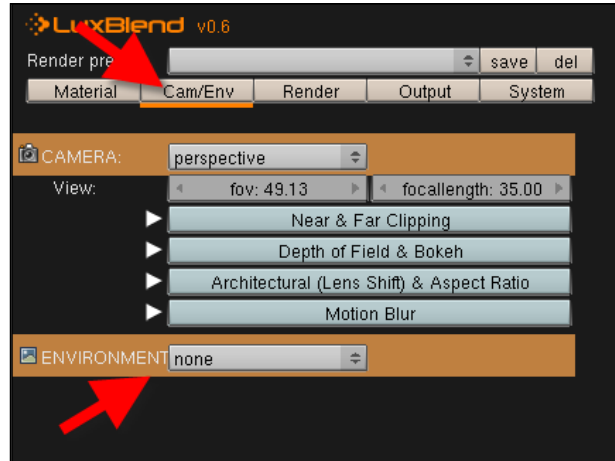 LuxBlend v0.6
Render pre save del
Material Cam/Env Render Output System
CAMERA: perspective
View: fov: 49.13 focallength: 35.00
Near & Far Clipping
Depth of Field & Bokeh
Architectural (Lens Shift) & Aspect Ratio
Motion Blur
ENVIRONMENT none